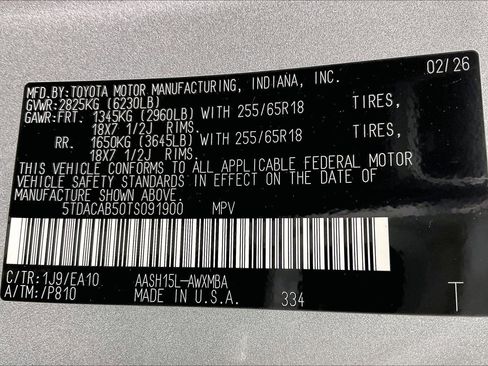 MFD.BY:TOYOTA MOTOR MANUFACTURING, INDIANA, INC. 02/26
GVWR:2825KG (6230LB)
GAWR:FRT. 1345KG (2960LB) WITH 255/65R18 TIRES,
18X7 1/2J RIMS.
RR. 1650KG (3645LB) WITH 255/65R18 TIRES,
18X7 1/2J RIMS.
THIS VEHICLE CONFORMS TO ALL APPLICABLE FEDERAL MOTOR
VEHICLE SAFETY STANDARDS IN EFFECT ON THE DATE OF
MANUFACTURE SHOWN ABOVE.
5TDACAB50TS091900 MPV
C/TR:1J9/EA10 AASH15L-AWXMBA
A/TM:/P810 MADE IN U.S.A. 334 T